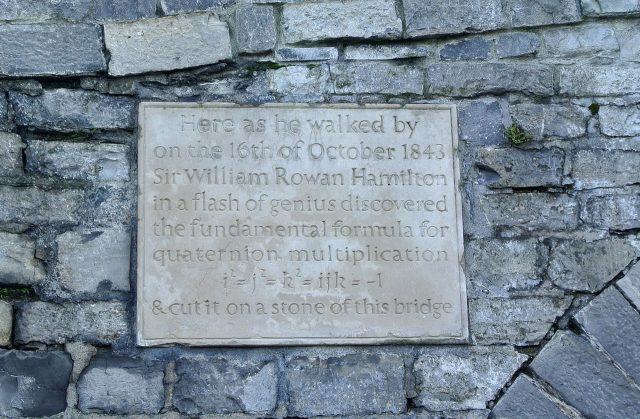 Here as he walked by
on the 16th of October 1843
Sir William Rowan Hamilton
in a flash of genius discovered
the fundamental formula for
quaternion multiplication
i² = j² = k² = ijk = -1
& cut it on a stone of this bridge